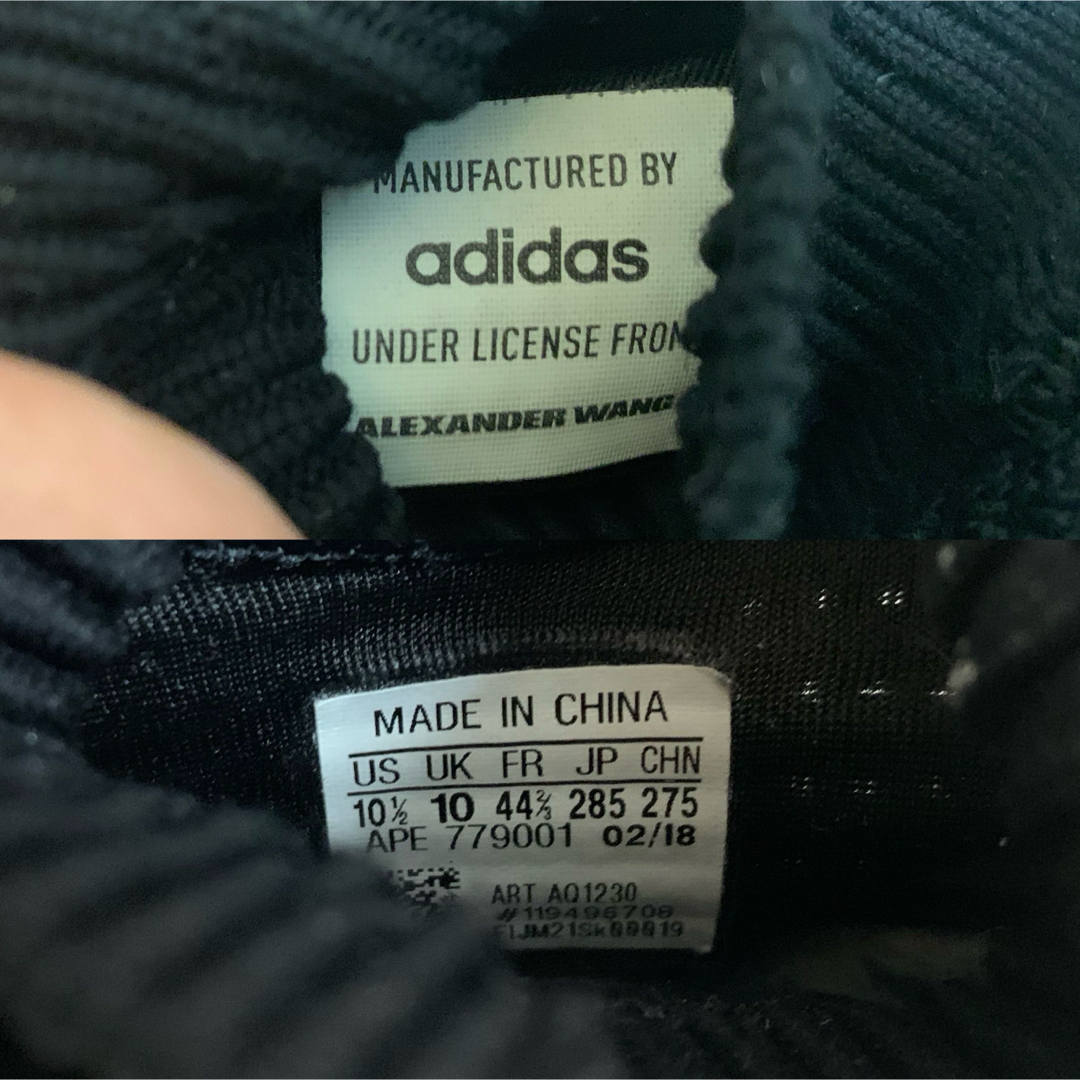 MANUFACTURED BY
adidas
UNDER LICENSE FROM
ALEXANDER WANG
MADE IN CHINA
US UK FR JP CHN
10½ 10 44⅔ 285 275
APE 779001 02/18
ART AQ1230
#119495708